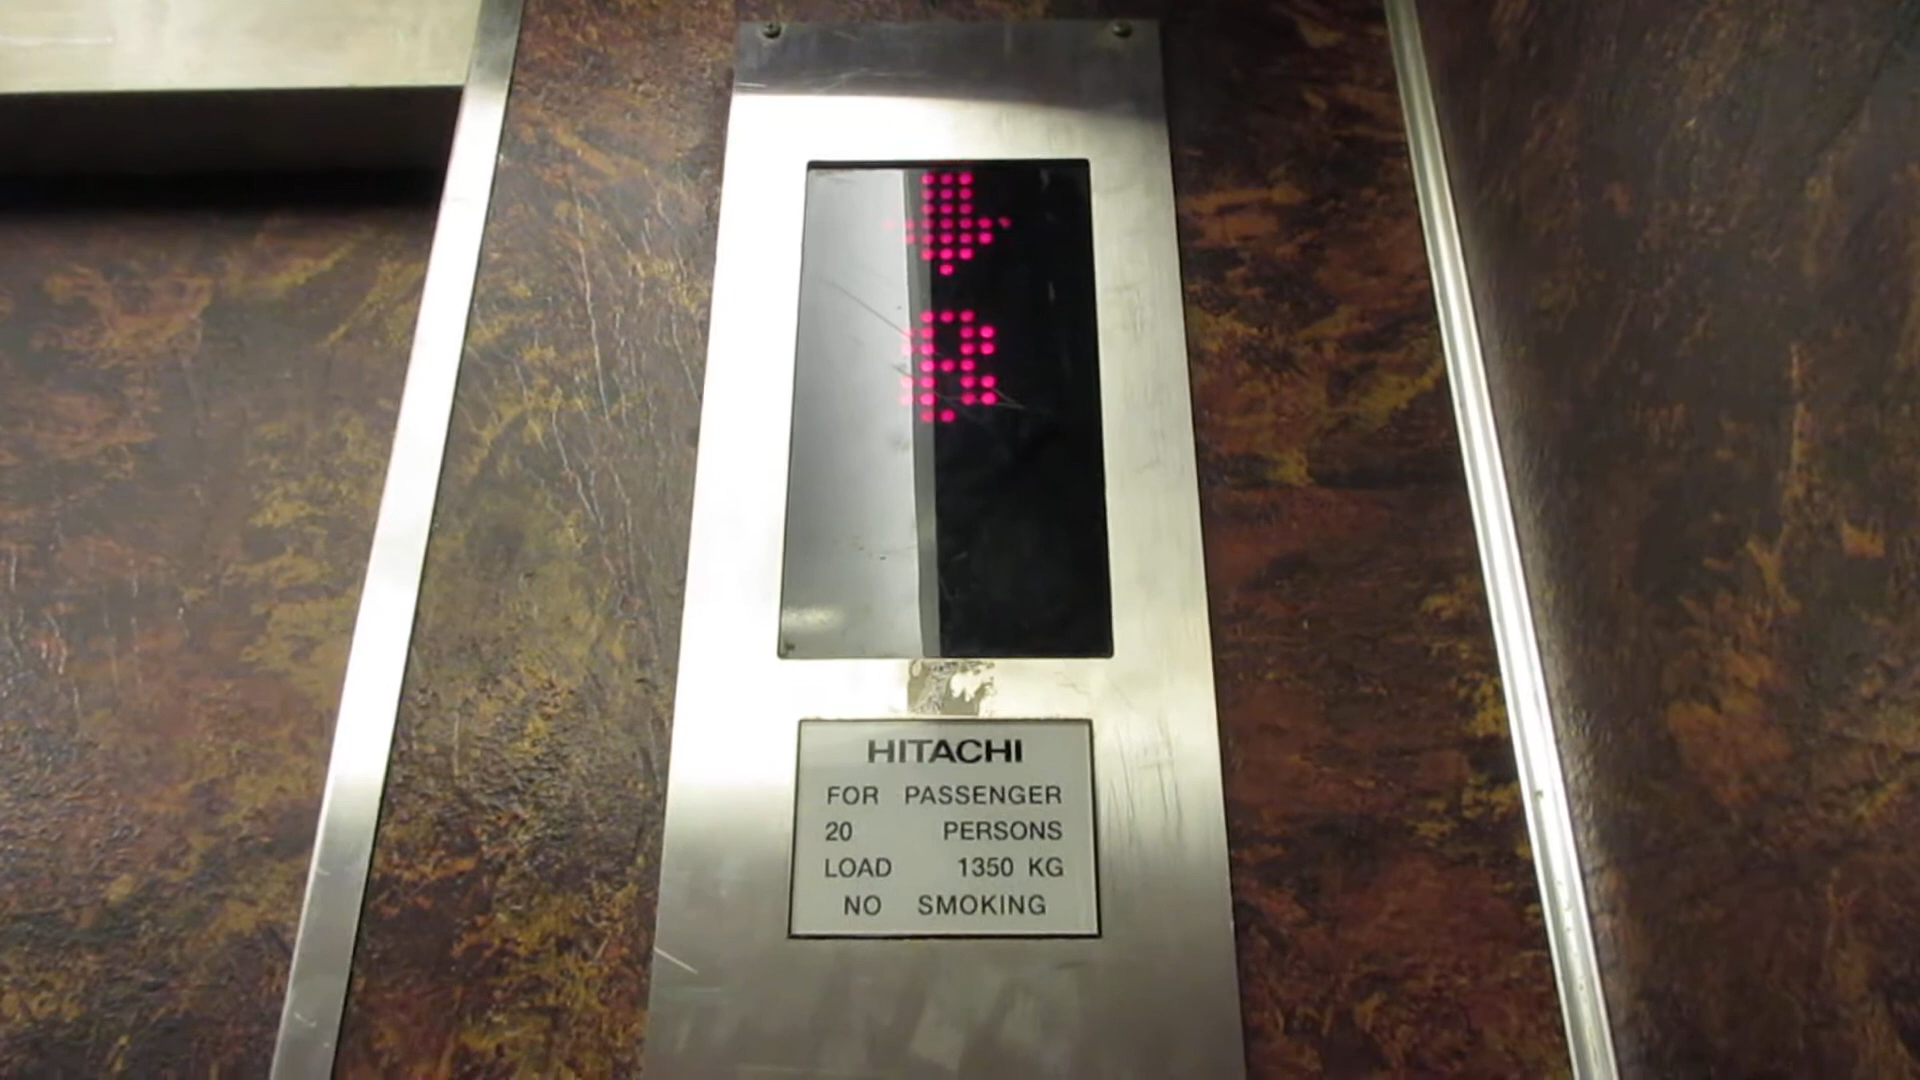 HITACHI
FOR PASSENGER
20 PERSONS
LOAD 1350 KG
NO SMOKING